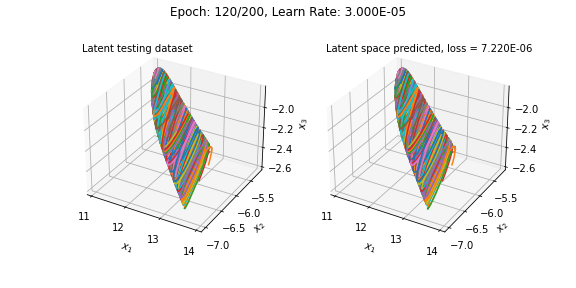 Epoch: 120/200, Learn Rate: 3.000E-05
Latent testing dataset
−2.0
−2.2
−2.4
−2.6
x₃
11
12
13
14
x₁
−7.0
−6.5
−6.0
−5.5
x₂
Latent space predicted, loss = 7.220E-06
−2.0
−2.2
−2.4
−2.6
x₃
11
12
13
14
x₁
−7.0
−6.5
−6.0
−5.5
x₂